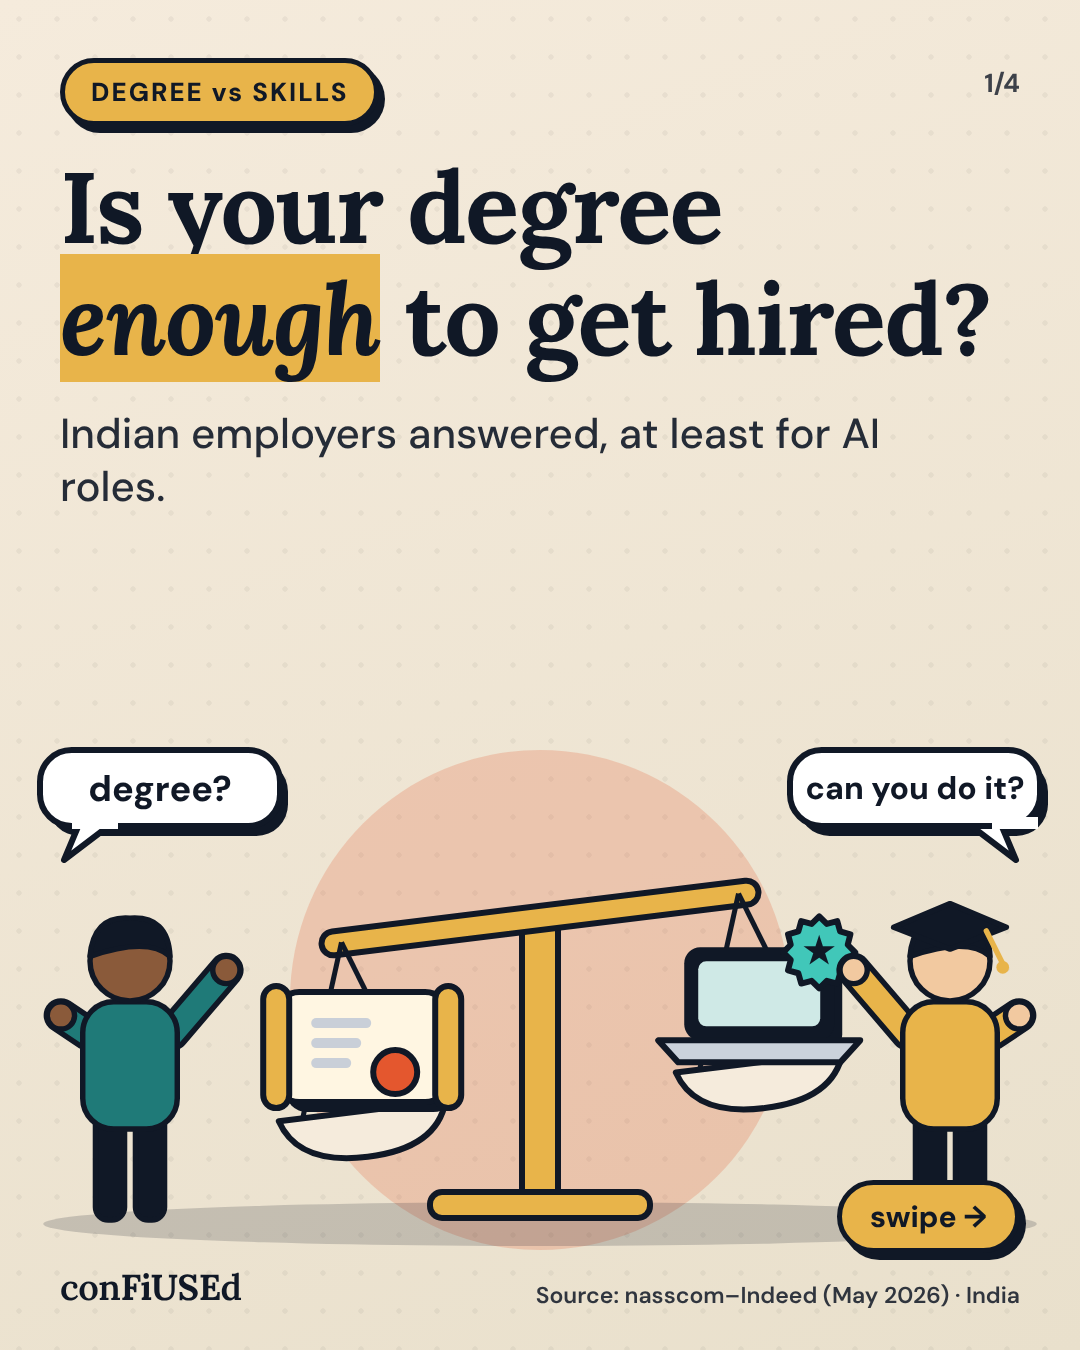 DEGREE vs SKILLS
1/4
Is your degree
enough to get hired?
Indian employers answered, at least for AI
roles.
degree?
can you do it?
swipe →
conFiUSEd
Source: nasscom–Indeed (May 2026) · India